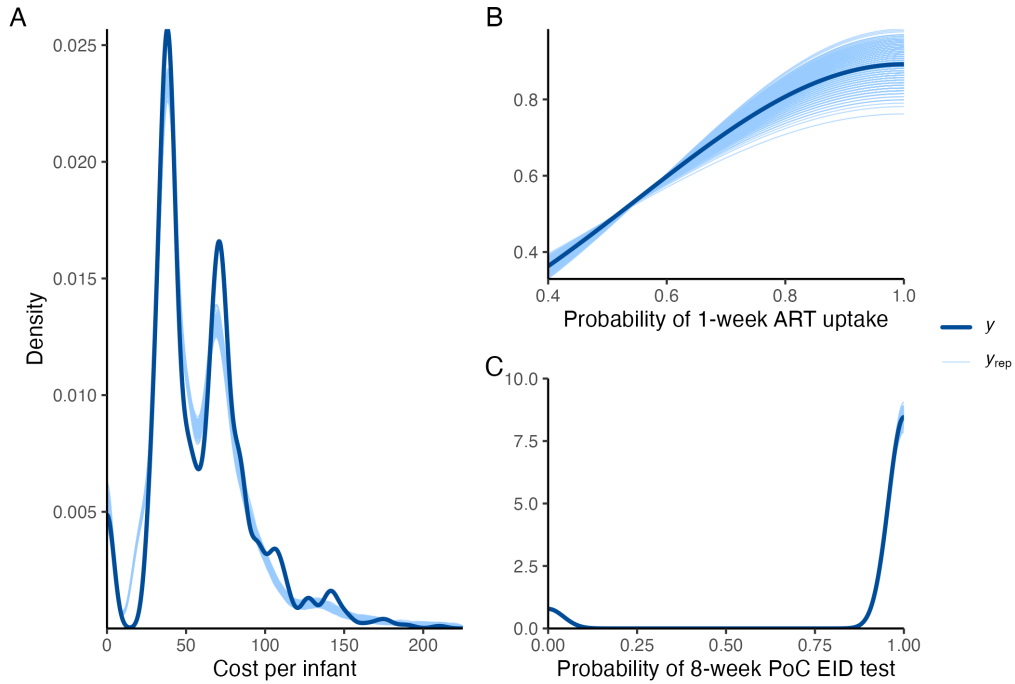 A
0.025
0.020
0.015
0.010
0.005
Density
0 50 100 150 200
Cost per infant
B
0.8
0.6
0.4
0.4 0.6 0.8 1.0
Probability of 1-week ART uptake
C
10.0
7.5
5.0
2.5
0.0
0.00 0.25 0.50 0.75 1.00
Probability of 8-week PoC EID test
y
y rep